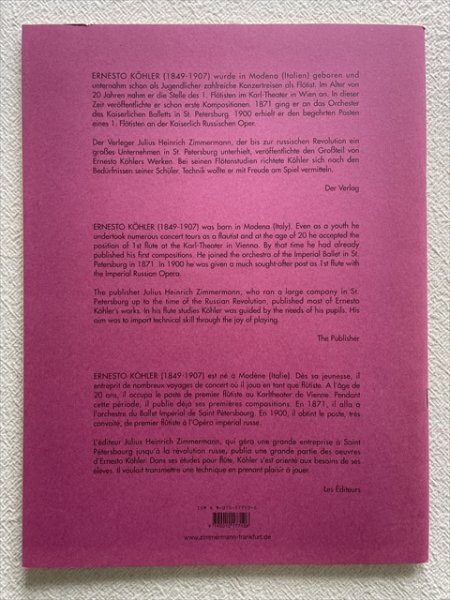 ERNESTO KÖHLER (1849-1907) wurde in Modena (Italien) geboren und
unternahm schon als Jugendlicher zahlreiche Konzertreisen als Flötist. Im Alter von
20 Jahren nahm er die Stelle des 1. Flötisten im Karl-Theater in Wien an. In dieser
Zeit veröffentlichte er schon erste Kompositionen. 1871 ging er an das Orchester
des Kaiserlichen Balletts in St. Petersburg. 1900 erhielt er den begehrten Posten
eines 1. Flötisten an der Kaiserlich Russischen Oper.
Der Verleger Julius Heinrich Zimmermann, der bis zur russischen Revolution ein
großes Unternehmen in St. Petersburg unterhielt, veröffentlichte den Großteil von
Ernesto Köhlers Werken. Bei seinen Flötenstudien richtete Köhler sich nach den
Bedürfnissen seiner Schüler. Technik wollte er mit Freude am Spiel vermitteln.
Der Verlag
ERNESTO KÖHLER (1849-1907) was born in Modena (Italy). Even as a youth he
undertook numerous concert tours as a flautist and at the age of 20 he accepted the
position of 1st flute at the Karl-Theater in Vienna. By that time he had already
published his first compositions. He joined the orchestra of the Imperial Ballet in St.
Petersburg in 1871. In 1900 he was given a much sought-after post as 1st flute with
the Imperial Russian Opera.
The publisher Julius Heinrich Zimmermann, who ran a large company in St.
Petersburg up to the time of the Russian Revolution, published most of Ernesto
Köhler's works. In his flute studies Köhler was guided by the needs of his pupils. His
aim was to impart technical skill through the joy of playing.
The Publisher
ERNESTO KÖHLER (1849-1907) est né a Modène (Italie). Dès sa jeunesse, il
entreprit de nombreux voyages de concert où il joua en tant que flûtiste. A l'âge de
20 ans, il occupa le poste de premier flûtiste au Karltheater de Vienne. Pendant
cette période, il publie déjà ses premières compositions. En 1871, il alla à
l'orchestre du Ballet Impérial de Saint Pétersbourg. En 1900, il obtint le poste, très
convoité, de premier flûtiste à l'Opéra impérial russe.
L'éditeur Julius Heinrich Zimmermann, qui géra une grande entreprise à Saint
Pétersbourg jusqu'à la révolution russe, publia une grande partie des oeuvres
d'Ernesto Köhler. Dans ses études pour flûte, Köhler s'est orienté aux besoins de ses
élèves. Il voulait transmettre une technique en prenant plaisir à jouer.
Les Éditeurs
www.zimmermann-frankfurt.de